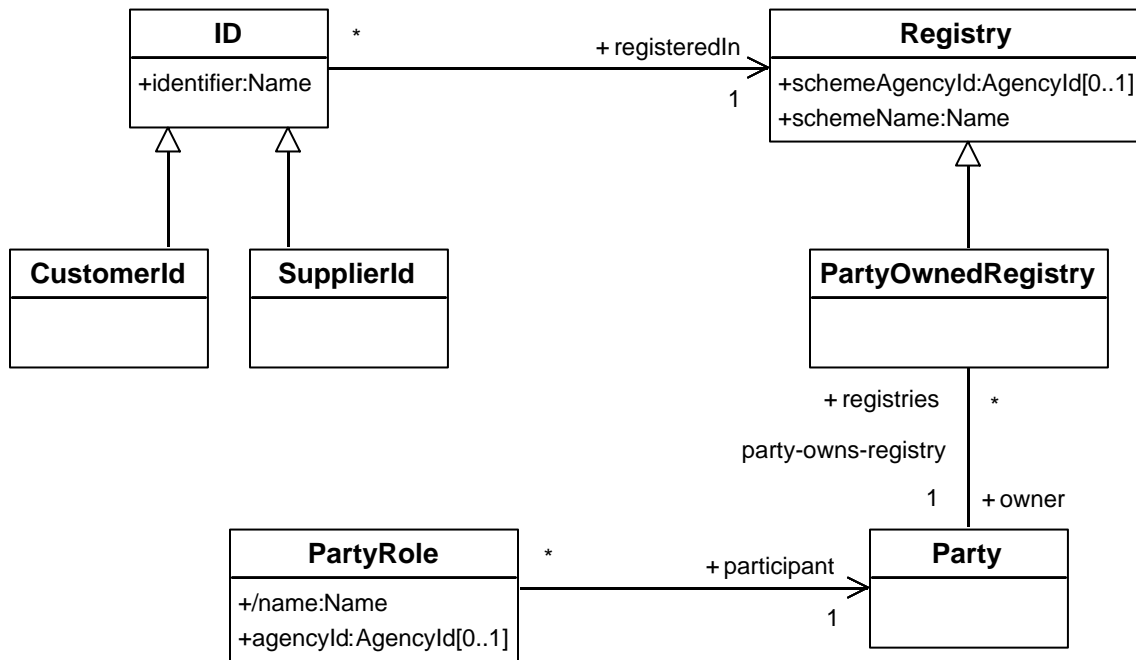 ID
+identifier:Name
*
+ registeredIn
1
Registry
+schemeAgencyId:AgencyId[0..1]
+schemeName:Name
CustomerId
SupplierId
PartyOwnedRegistry
+ registries
*
party-owns-registry
1
+ owner
PartyRole
+/name:Name
+agencyId:AgencyId[0..1]
*
+ participant
1
Party